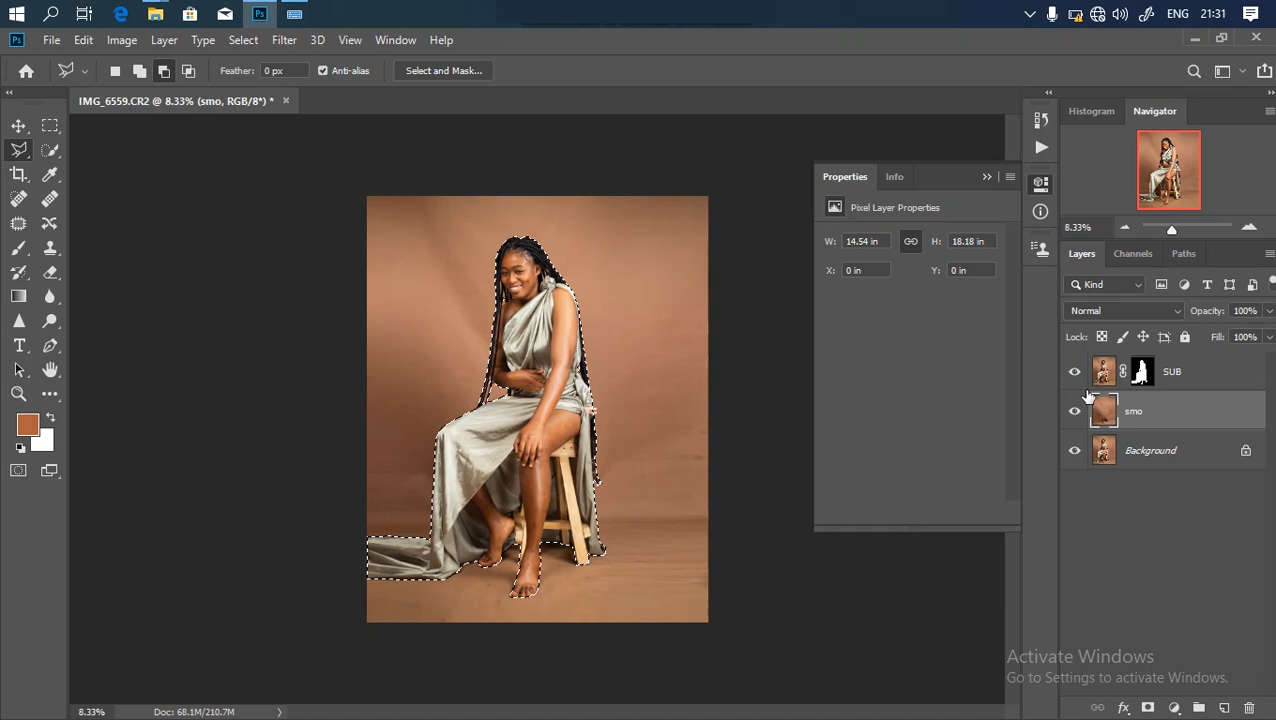 ENG 21:31
Ps File Edit Image Layer Type Select Filter 3D View Window Help
Feather: 0 px Anti-alias Select and Mask...
IMG_6559.CR2 @ 8.33% (smo, RGB/8*) * ×
Histogram Navigator
Properties Info
Pixel Layer Properties
W: 14.54 in H: 18.18 in
X: 0 in Y: 0 in
8.33%
Layers Channels Paths
Kind
Normal Opacity: 100%
Lock: Fill: 100%
SUB
smo
Background
Activate Windows
Go to Settings to activate Windows.
8.33% Doc: 68.1M/210.7M